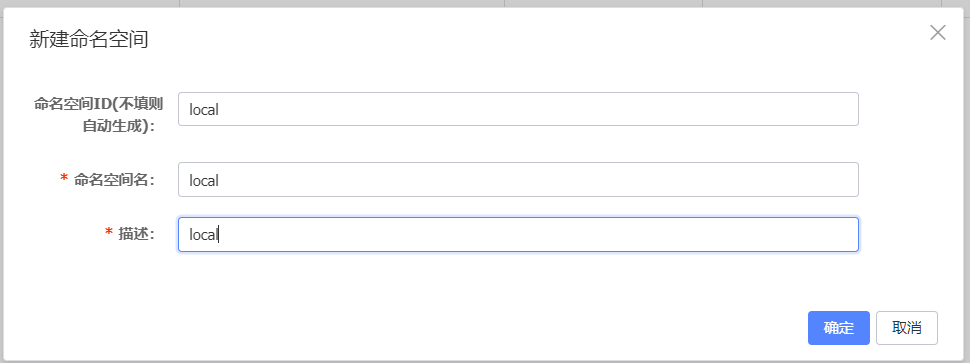 新建命名空间
命名空间ID(不填则
自动生成):
local
* 命名空间名:
local
* 描述:
local
确定
取消